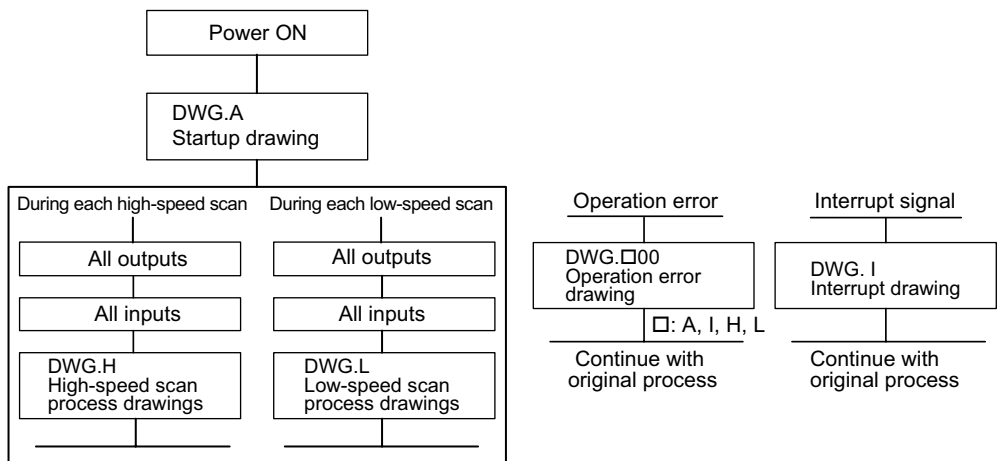 Power ON
DWG.A
Startup drawing
During each high-speed scan
All outputs
All inputs
DWG.H
High-speed scan
process drawings
During each low-speed scan
All outputs
All inputs
DWG.L
Low-speed scan
process drawings
Operation error
DWG.□00
Operation error
drawing
□: A, I, H, L
Continue with
original process
Interrupt signal
DWG. I
Interrupt drawing
Continue with
original process